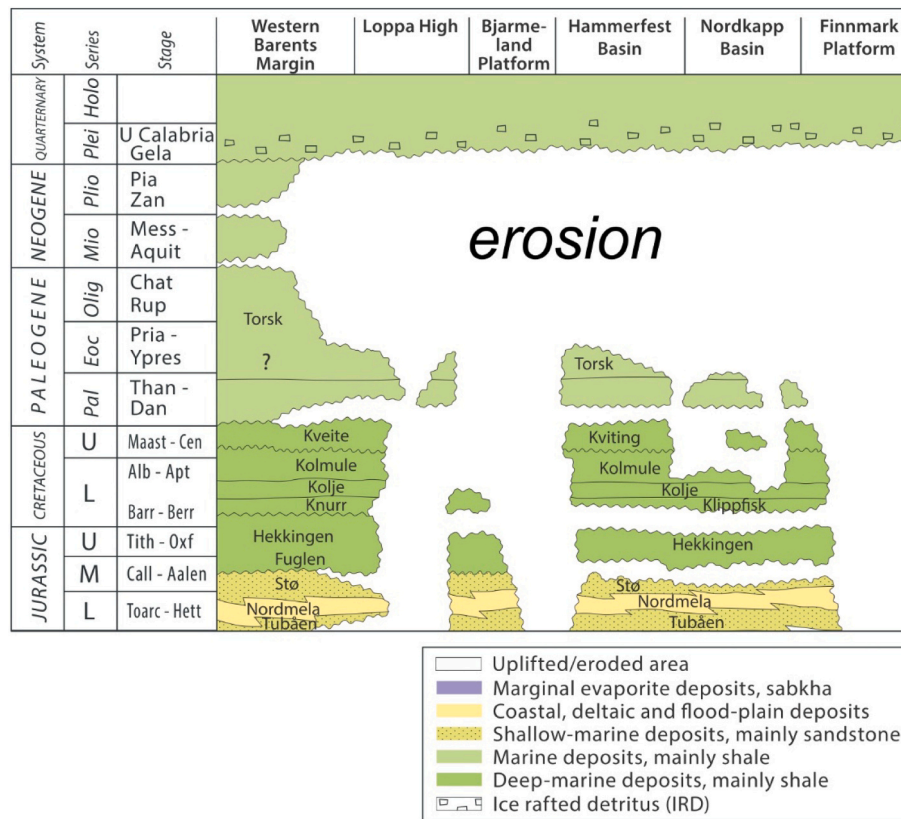 System
Series
Stage
Western
Barents
Margin
Loppa High
Bjarme-
land
Platform
Hammerfest
Basin
Nordkapp
Basin
Finnmark
Platform
QUARTERNARY
Holo
Plei
U Calabria
Gela
NEOGENE
Plio
Pia
Zan
Mio
Mess -
Aquit
erosion
PALEOGENE
Olig
Chat
Rup
Torsk
Eoc
Pria -
Ypres
?
Torsk
Pal
Than -
Dan
CRETACEOUS
U
Maast - Cen
Kveite
Kviting
L
Alb - Apt
Kolmule
Kolmule
Kolje
Kolje
Barr - Berr
Knurr
Klippfisk
JURASSIC
U
Tith - Oxf
Hekkingen
Hekkingen
Fuglen
M
Call - Aalen
Stø
Stø
L
Toarc - Hett
Nordmela
Nordmela
Tubåen
Tubåen
Uplifted/eroded area
Marginal evaporite deposits, sabkha
Coastal, deltaic and flood-plain deposits
Shallow-marine deposits, mainly sandstone
Marine deposits, mainly shale
Deep-marine deposits, mainly shale
Ice rafted detritus (IRD)